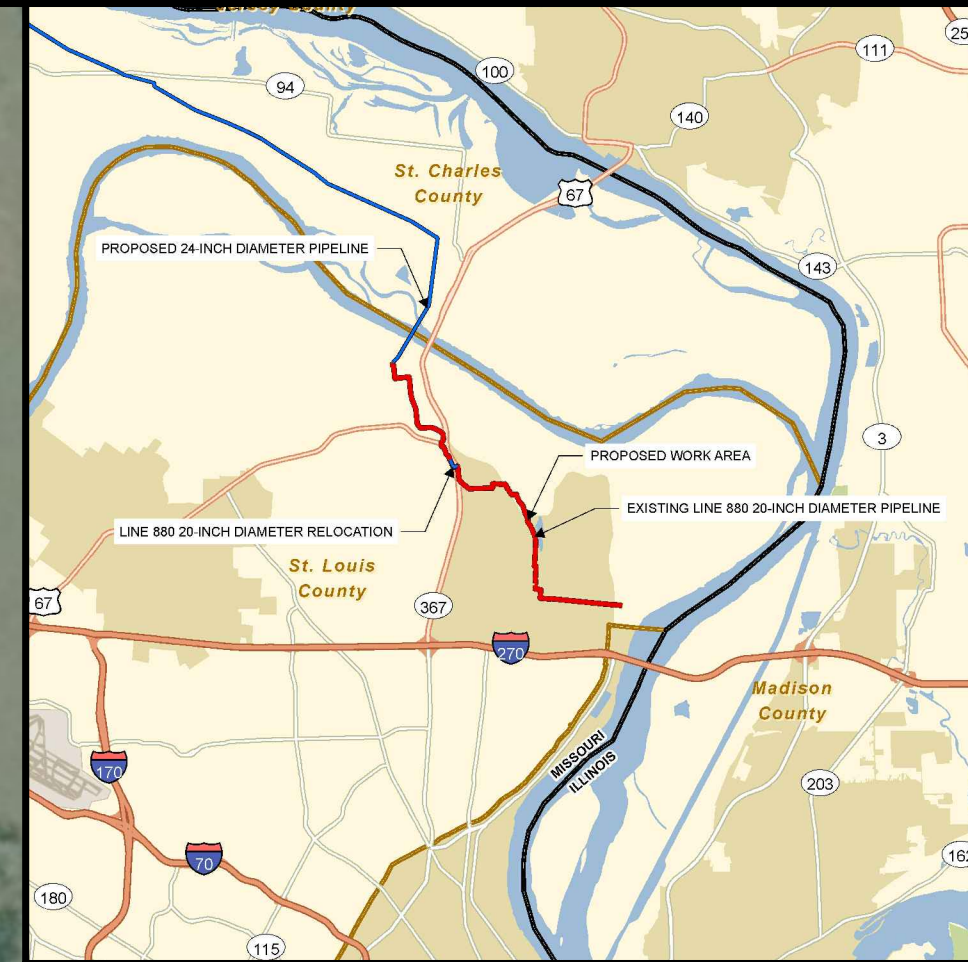 Jersey County
25
111
100
94
140
St. Charles
County
67
PROPOSED 24-INCH DIAMETER PIPELINE
143
3
PROPOSED WORK AREA
EXISTING LINE 880 20-INCH DIAMETER PIPELINE
LINE 880 20-INCH DIAMETER RELOCATION
St. Louis
County
67
367
270
Madison
County
MISSOURI
ILLINOIS
170
203
70
162
180
115